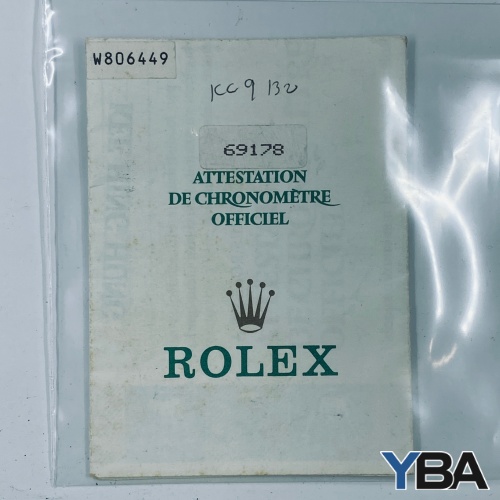 W806449
KC9 132
69178
ATTESTATION
DE CHRONOMÈTRE
OFFICIEL
ROLEX
YBA